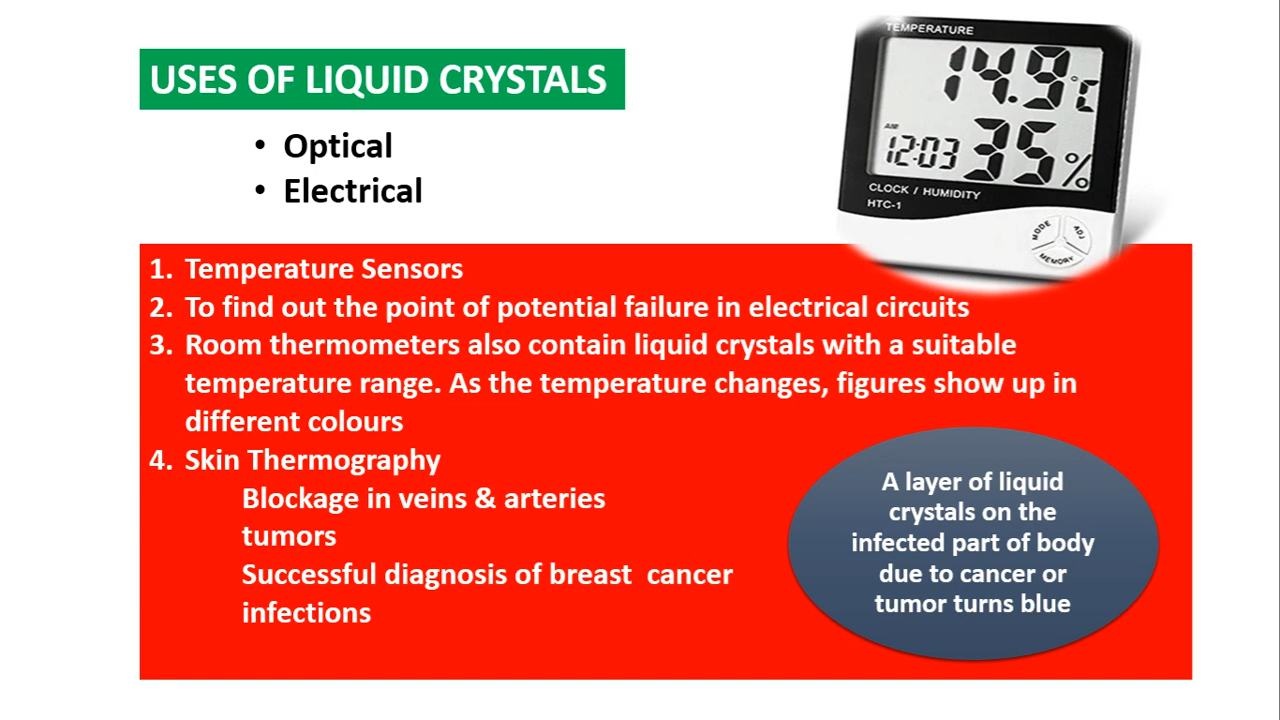 USES OF LIQUID CRYSTALS
• Optical
• Electrical
TEMPERATURE
14.9°C
AM
12:03 35%
CLOCK / HUMIDITY
HTC-1
MODE
ADJ
MEMORY
1. Temperature Sensors
2. To find out the point of potential failure in electrical circuits
3. Room thermometers also contain liquid crystals with a suitable
temperature range. As the temperature changes, figures show up in
different colours
4. Skin Thermography
Blockage in veins & arteries
tumors
Successful diagnosis of breast cancer
infections
A layer of liquid
crystals on the
infected part of body
due to cancer or
tumor turns blue